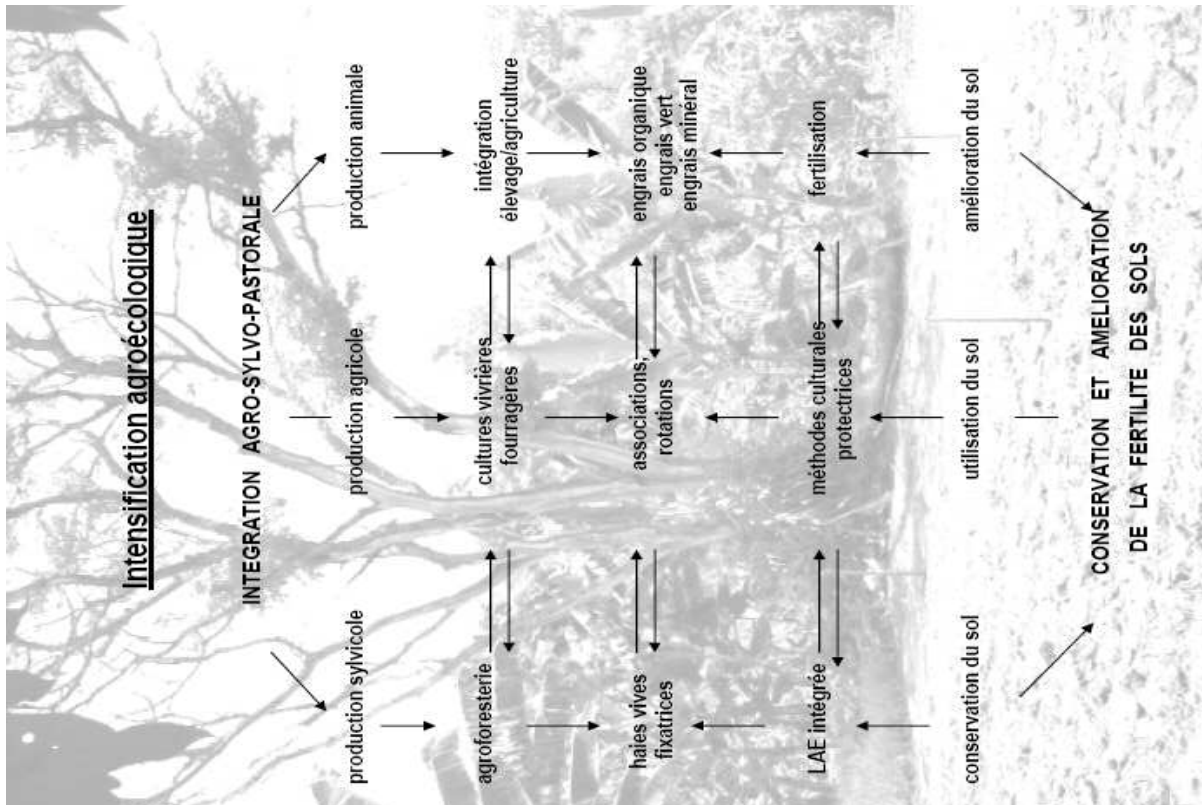 Intensification agroécologique
INTEGRATION AGRO-SYLVO-PASTORALE
production sylvicole
production agricole
production animale
agroforesterie
cultures vivrières
fourragères
intégration
élevage/agriculture
haies vives
fixatrices
associations,
rotations
engrais organique
engrais vert
engrais minéral
LAE intégrée
méthodes culturales
protectrices
fertilisation
conservation du sol
utilisation du sol
amélioration du sol
CONSERVATION ET AMELIORATION
DE LA FERTILITE DES SOLS